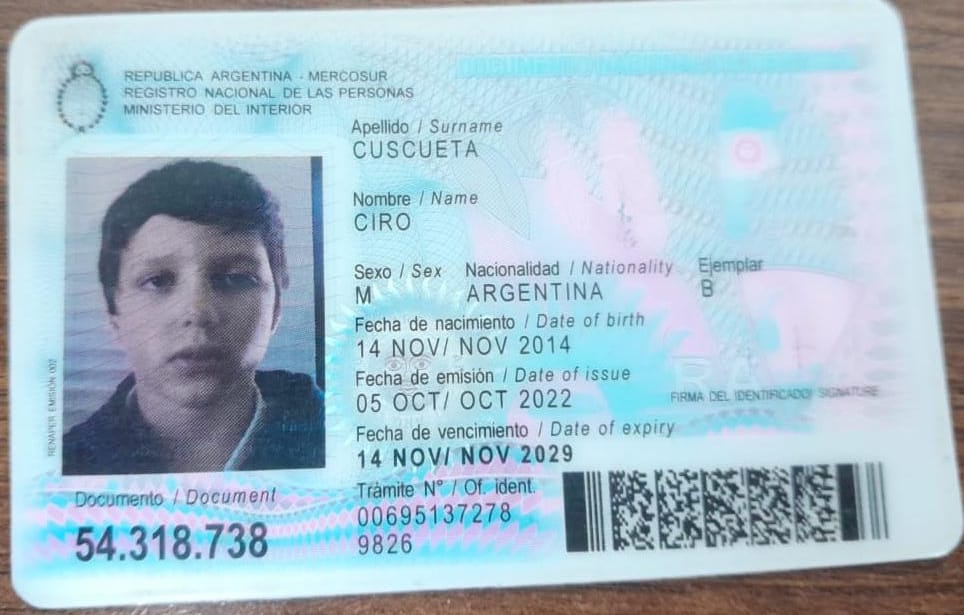 REPUBLICA ARGENTINA - MERCOSUR
REGISTRO NACIONAL DE LAS PERSONAS
MINISTERIO DEL INTERIOR
Apellido / Surname
CUSCUETA
Nombre / Name
CIRO
Sexo / Sex Nacionalidad / Nationality Ejemplar
M ARGENTINA B
Fecha de nacimiento / Date of birth
14 NOV/ NOV 2014
Fecha de emisión / Date of issue
05 OCT/ OCT 2022
FIRMA DEL IDENTIFICADO/ SIGNATURE
Fecha de vencimiento / Date of expiry
14 NOV/ NOV 2029
RENAPER EMISIÓN 002
Documento / Document
54.318.738
Trámite N° / Of. ident.
00695137278
9826